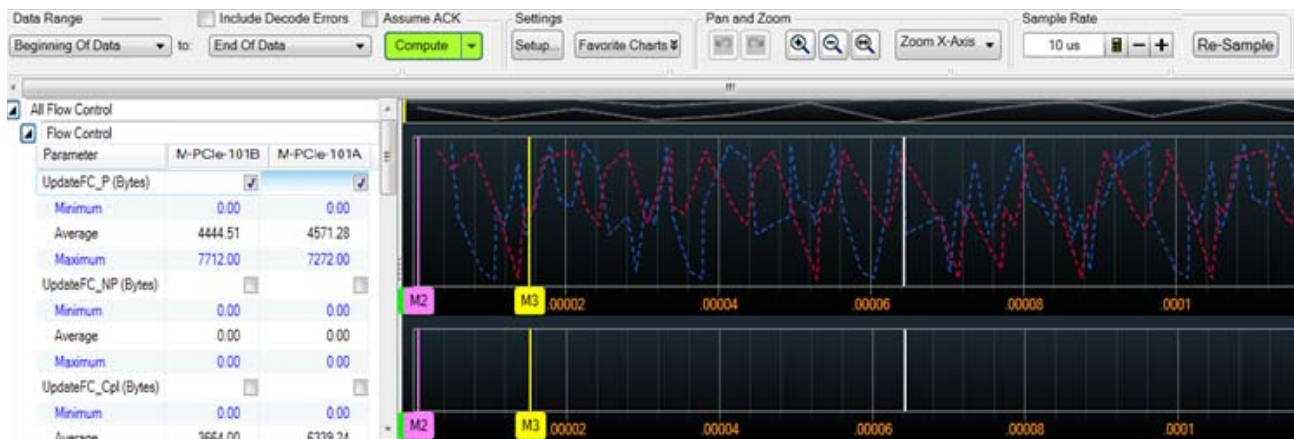 Data Range
Include Decode Errors
Assume ACK
Settings
Pan and Zoom
Sample Rate
Beginning Of Data
to:
End Of Data
Compute
Setup...
Favorite Charts
Zoom X-Axis
10 us
Re-Sample
All Flow Control
Flow Control
Parameter M-PCIe-101B M-PCIe-101A
UpdateFC_P (Bytes)
Minimum 0.00 0.00
Average 4444.51 4571.28
Maximum 7712.00 7272.00
UpdateFC_NP (Bytes)
Minimum 0.00 0.00
Average 0.00 0.00
Maximum 0.00 0.00
UpdateFC_Cpl (Bytes)
Minimum 0.00 0.00
Average 3664.00 6339.24
M2 M3 .00002 .00004 .00006 .00008 .0001
M2 M3 .00002 .00004 .00006 .00008 .0001